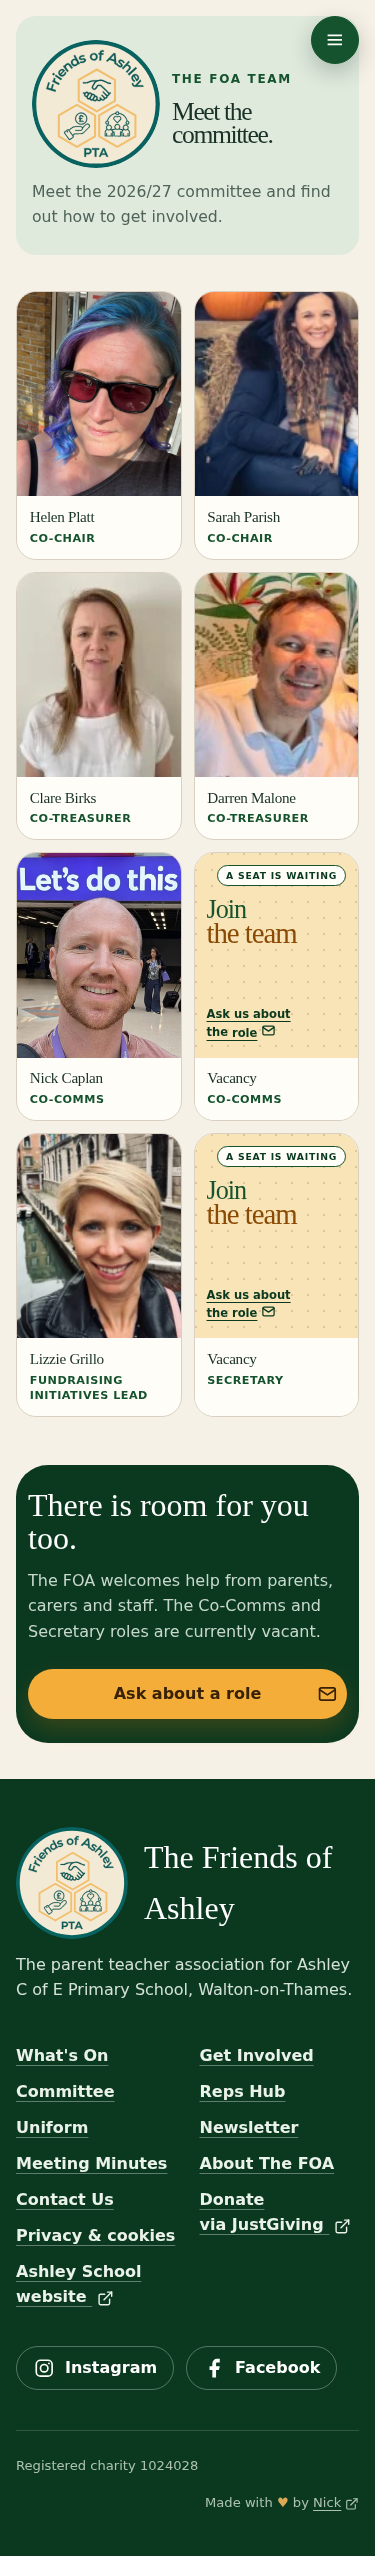 Friends of Ashley
PTA
THE FOA TEAM
Meet the
committee.
Meet the 2026/27 committee and find
out how to get involved.
Helen Platt
CO-CHAIR
Sarah Parish
CO-CHAIR
Clare Birks
CO-TREASURER
Darren Malone
CO-TREASURER
Let's do this
Nick Caplan
CO-COMMS
A SEAT IS WAITING
Join
the team
Ask us about
the role
Vacancy
CO-COMMS
Lizzie Grillo
FUNDRAISING
INITIATIVES LEAD
A SEAT IS WAITING
Join
the team
Ask us about
the role
Vacancy
SECRETARY
There is room for you
too.
The FOA welcomes help from parents,
carers and staff. The Co-Comms and
Secretary roles are currently vacant.
Ask about a role
Friends of Ashley
PTA
The Friends of
Ashley
The parent teacher association for Ashley
C of E Primary School, Walton-on-Thames.
What's On
Committee
Uniform
Meeting Minutes
Contact Us
Privacy & cookies
Ashley School
website
Get Involved
Reps Hub
Newsletter
About The FOA
Donate
via JustGiving
Instagram
Facebook
Registered charity 1024028
Made with ♥ by Nick